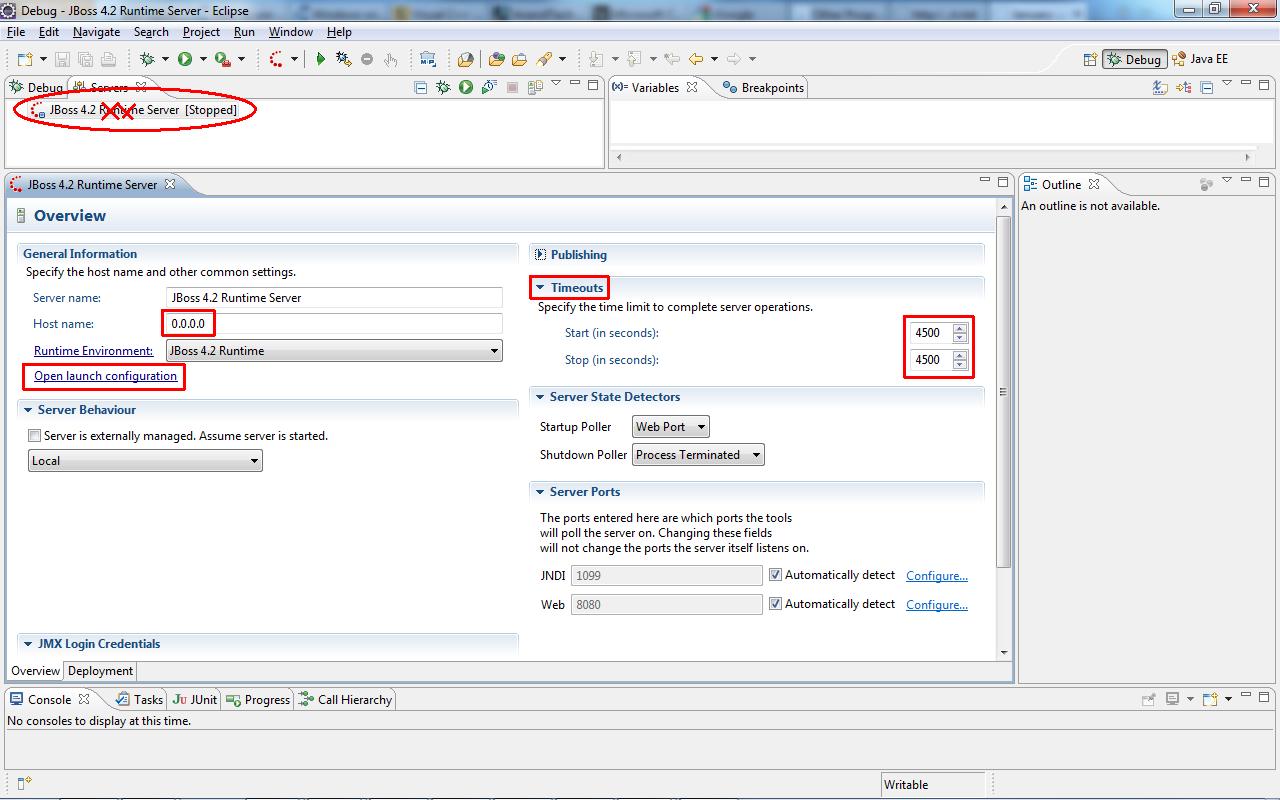 Debug - JBoss 4.2 Runtime Server - Eclipse
File Edit Navigate Search Project Run Window Help
Debug Java EE
Debug Servers
JBoss 4.2 Runtime Server [Stopped]
(x)= Variables Breakpoints
JBoss 4.2 Runtime Server
Overview
General Information
Specify the host name and other common settings.
Server name: JBoss 4.2 Runtime Server
Host name: 0.0.0.0
Runtime Environment: JBoss 4.2 Runtime
Open launch configuration
Server Behaviour
Server is externally managed. Assume server is started.
Local
JMX Login Credentials
Publishing
Timeouts
Specify the time limit to complete server operations.
Start (in seconds): 4500
Stop (in seconds): 4500
Server State Detectors
Startup Poller Web Port
Shutdown Poller Process Terminated
Server Ports
The ports entered here are which ports the tools
will poll the server on. Changing these fields
will not change the ports the server itself listens on.
JNDI 1099 Automatically detect Configure...
Web 8080 Automatically detect Configure...
Overview Deployment
Outline
An outline is not available.
Console Tasks JUnit Progress Call Hierarchy
No consoles to display at this time.
Writable